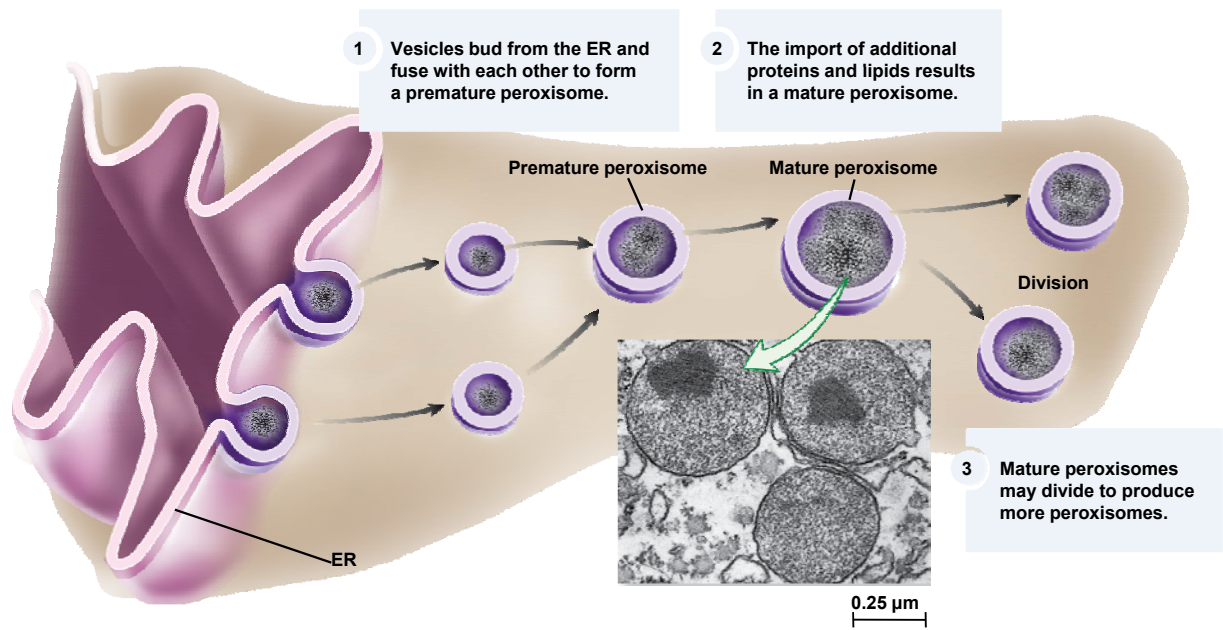 1
Vesicles bud from the ER and
fuse with each other to form
a premature peroxisome.
2
The import of additional
proteins and lipids results
in a mature peroxisome.
Premature peroxisome
Mature peroxisome
Division
3
Mature peroxisomes
may divide to produce
more peroxisomes.
ER
0.25 µm